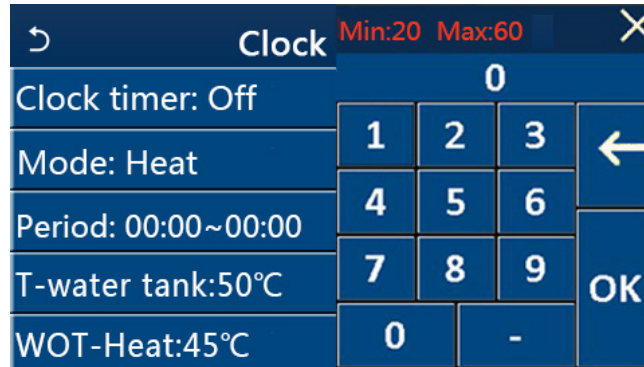 Clock
Clock timer: Off
Mode: Heat
Period: 00:00~00:00
T-water tank:50℃
WOT-Heat:45℃
Min:20 Max:60
0
1 2 3
4 5 6
7 8 9
0 -
OK